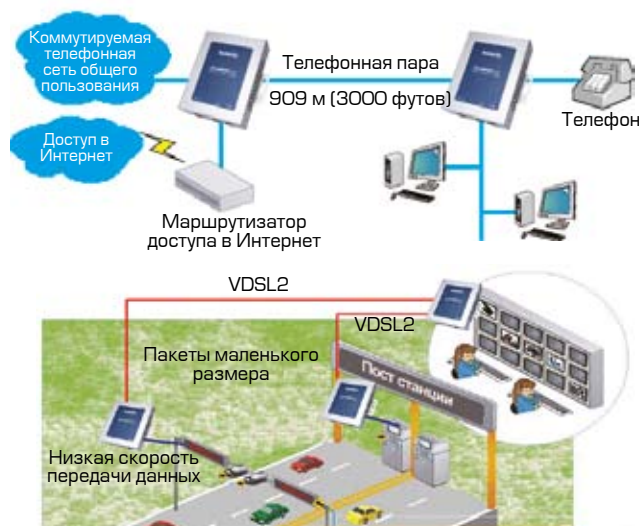 Коммутируемая
телефонная
сеть общего
пользования
Телефонная пара
909 м (3000 футов)
Телефон
Доступ в
Интернет
Маршрутизатор
доступа в Интернет
VDSL2
VDSL2
Пакеты маленького
размера
Пост станции
Низкая скорость
передачи данных